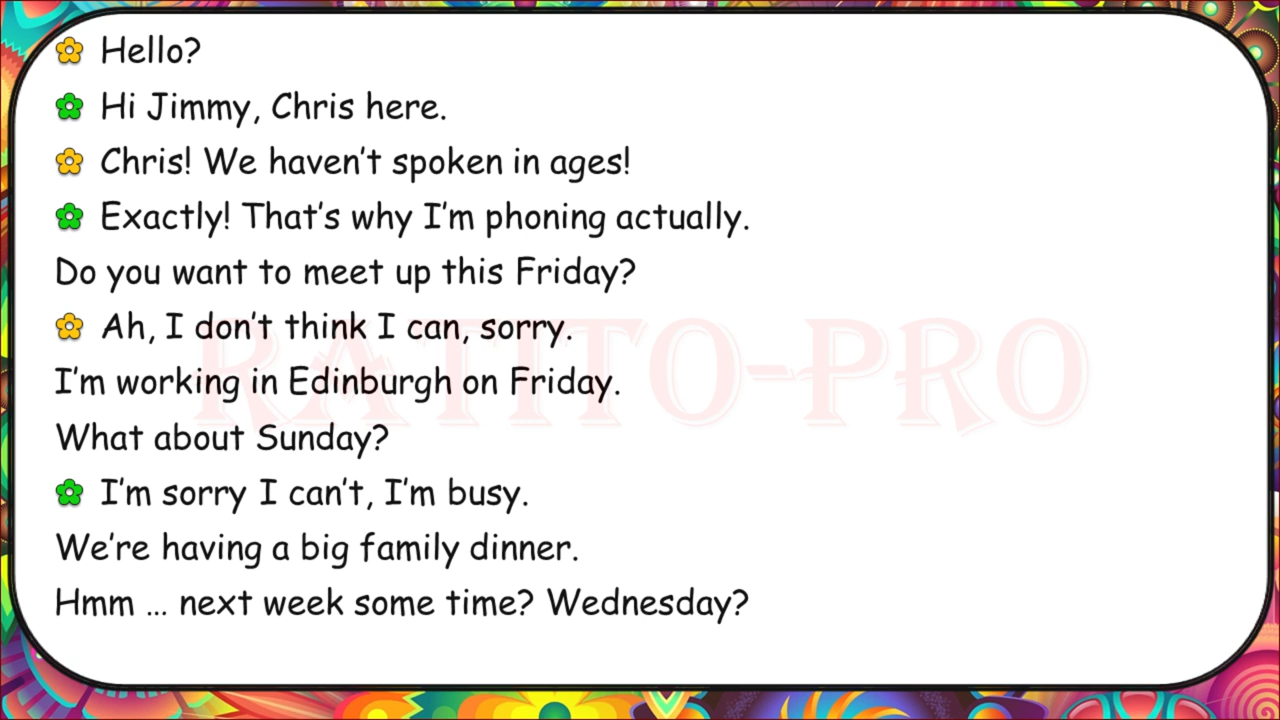 Hello?
Hi Jimmy, Chris here.
Chris! We haven't spoken in ages!
Exactly! That's why I'm phoning actually.
Do you want to meet up this Friday?
Ah, I don't think I can, sorry.
I'm working in Edinburgh on Friday.
RATITO-PRO
What about Sunday?
I'm sorry I can't, I'm busy.
We're having a big family dinner.
Hmm … next week some time? Wednesday?